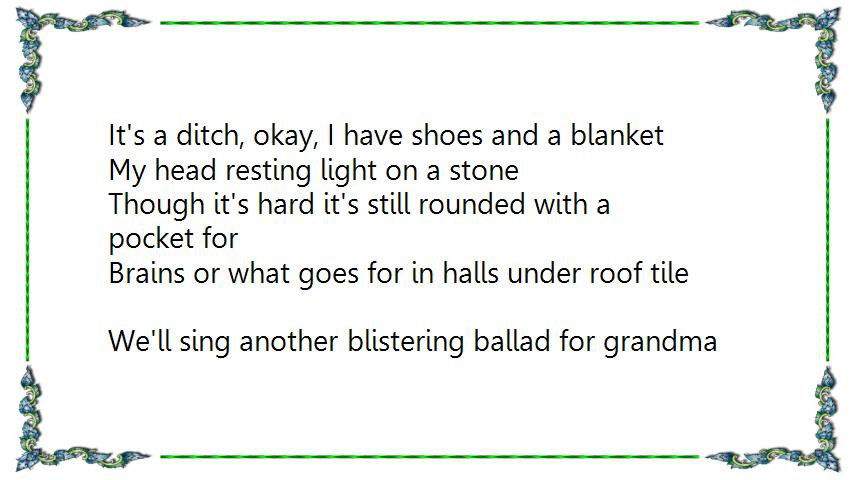 It's a ditch, okay, I have shoes and a blanket
My head resting light on a stone
Though it's hard it's still rounded with a
pocket for
Brains or what goes for in halls under roof tile
We'll sing another blistering ballad for grandma